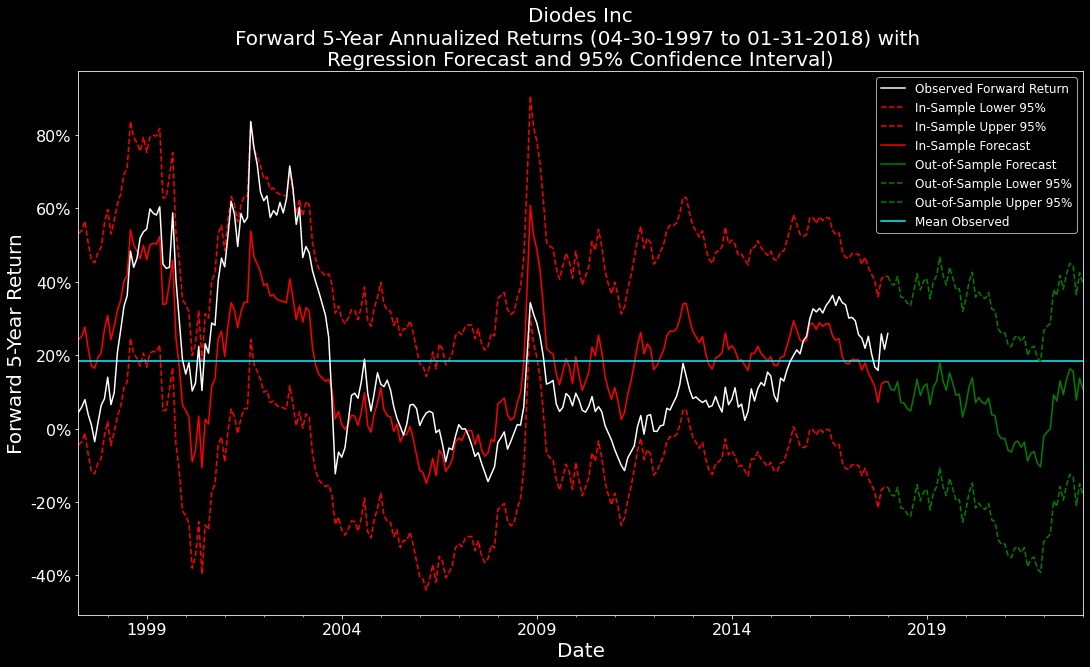 Diodes Inc
Forward 5-Year Annualized Returns (04-30-1997 to 01-31-2018) with
Regression Forecast and 95% Confidence Interval)
Observed Forward Return
In-Sample Lower 95%
In-Sample Upper 95%
In-Sample Forecast
Out-of-Sample Forecast
Out-of-Sample Lower 95%
Out-of-Sample Upper 95%
Mean Observed
Forward 5-Year Return
80%
60%
40%
20%
0%
-20%
-40%
1999
2004
2009
2014
2019
Date